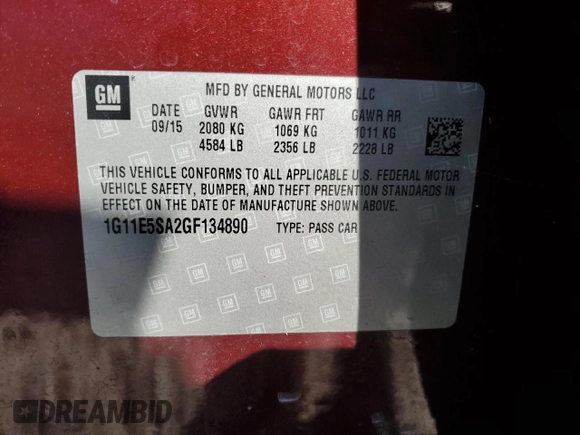 GM
MFD BY GENERAL MOTORS LLC
DATE GVWR GAWR FRT GAWR RR
09/15 2080 KG 1069 KG 1011 KG
4584 LB 2356 LB 2228 LB
THIS VEHICLE CONFORMS TO ALL APPLICABLE U.S. FEDERAL MOTOR
VEHICLE SAFETY, BUMPER, AND THEFT PREVENTION STANDARDS IN
EFFECT ON THE DATE OF MANUFACTURE SHOWN ABOVE.
1G11E5SA2GF134890 TYPE: PASS CAR
DREAMBID